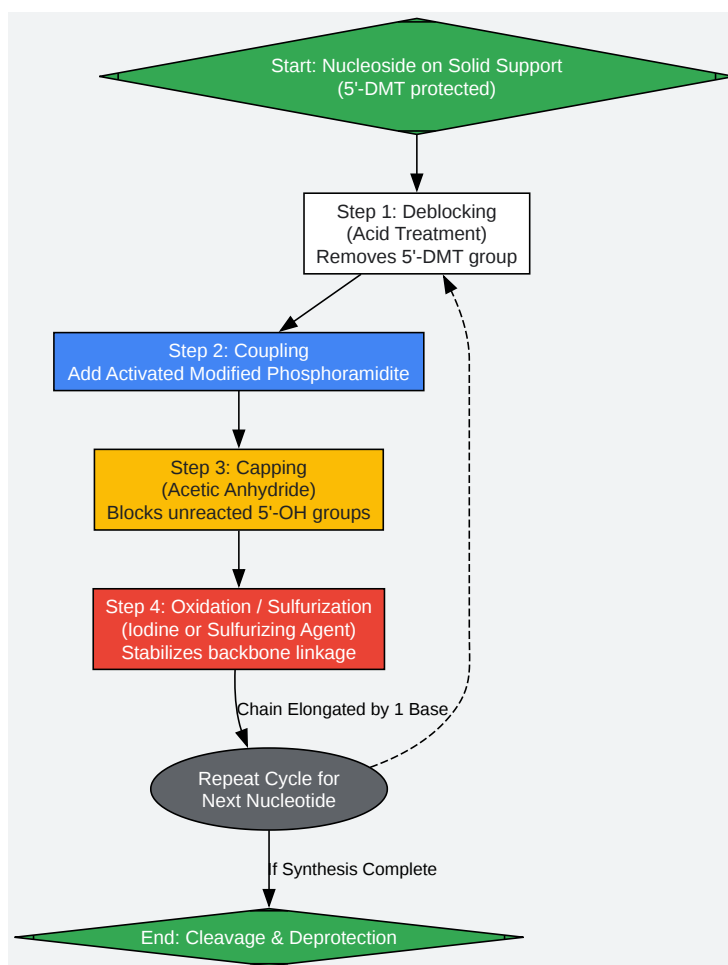 Start: Nucleoside on Solid Support
(5'-DMT protected)
Step 1: Deblocking
(Acid Treatment)
Removes 5'-DMT group
Step 2: Coupling
Add Activated Modified Phosphoramidite
Step 3: Capping
(Acetic Anhydride)
Blocks unreacted 5'-OH groups
Step 4: Oxidation / Sulfurization
(Iodine or Sulfurizing Agent)
Stabilizes backbone linkage
Chain Elongated by 1 Base
Repeat Cycle for
Next Nucleotide
If Synthesis Complete
End: Cleavage & Deprotection